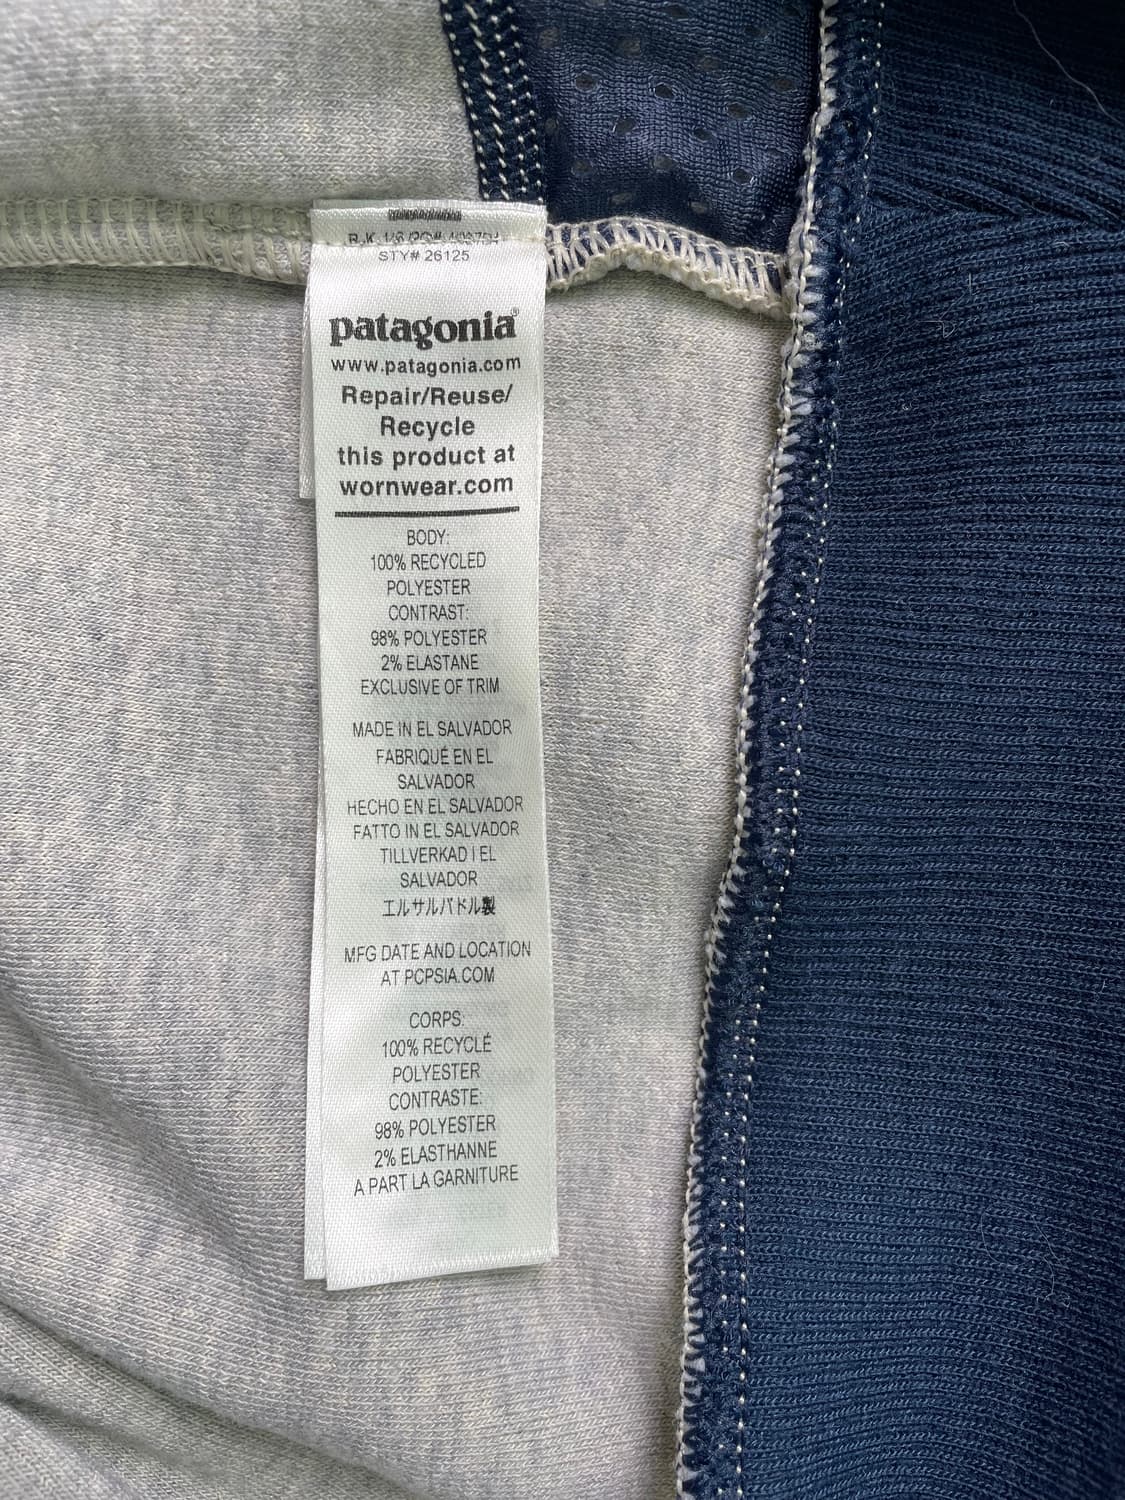 STY# 26125
patagonia®
www.patagonia.com
Repair/Reuse/
Recycle
this product at
wornwear.com
BODY:
100% RECYCLED
POLYESTER
CONTRAST:
98% POLYESTER
2% ELASTANE
EXCLUSIVE OF TRIM
MADE IN EL SALVADOR
FABRIQUÉ EN EL
SALVADOR
HECHO EN EL SALVADOR
FATTO IN EL SALVADOR
TILLVERKAD I EL
SALVADOR
エルサルバドル製
MFG DATE AND LOCATION
AT PCPSIA.COM
CORPS:
100% RECYCLÉ
POLYESTER
CONTRASTE:
98% POLYESTER
2% ELASTHANNE
A PART LA GARNITURE